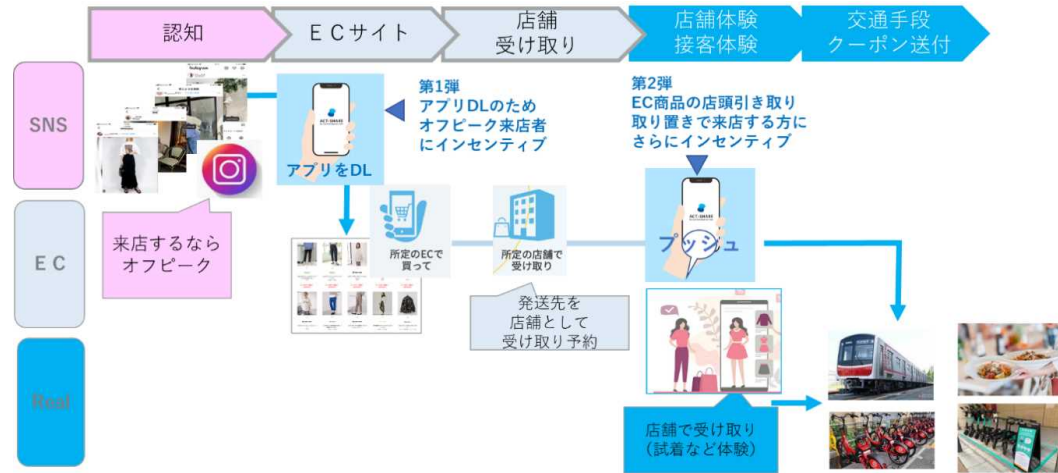 認知
ＥＣサイト
店舗
受け取り
店舗体験
接客体験
交通手段
クーポン送付
SNS
第1弾
アプリDLのため
オフピーク来店者
にインセンティブ
第2弾
EC商品の店頭引き取り
取り置きで来店する方に
さらにインセンティブ
ACT:SHARE
アプリをDL
来店するなら
オフピーク
ＥＣ
所定のECで
買って
所定の店舗で
受け取り
ACT:SHARE
プッシュ
発送先を
店舗として
受け取り予約
Real
店舗で受け取り
（試着など体験）